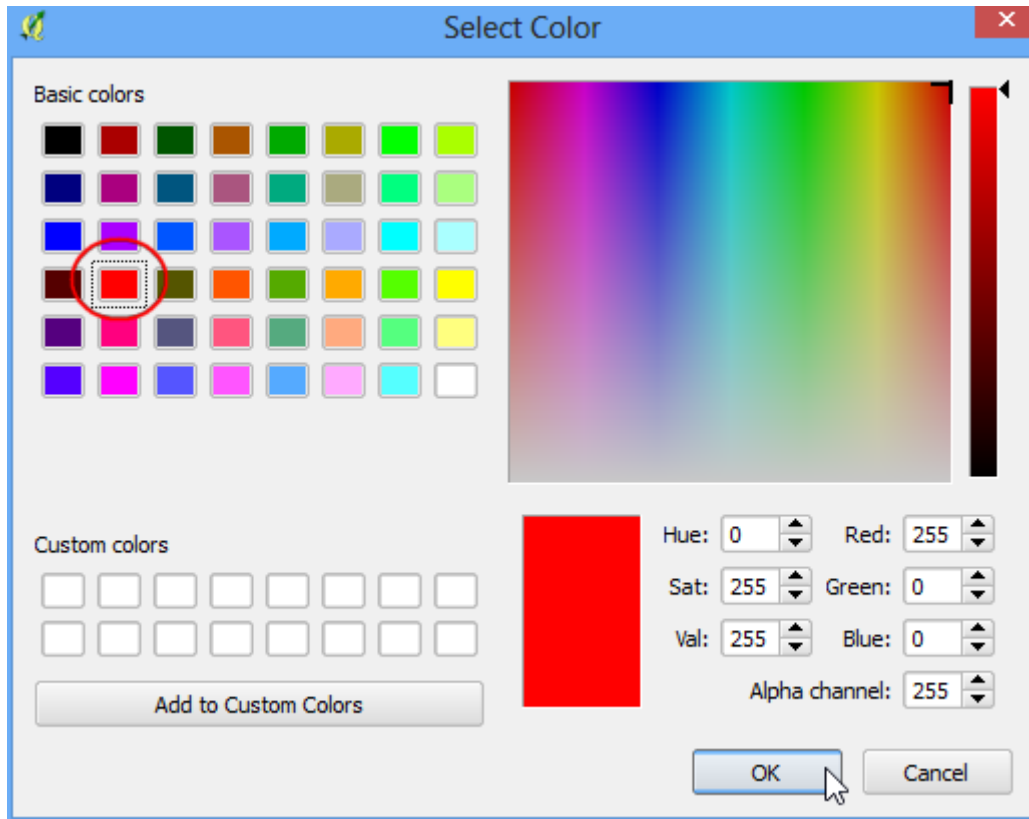 Select Color
Basic colors
Custom colors
Add to Custom Colors
Hue: 0 Red: 255
Sat: 255 Green: 0
Val: 255 Blue: 0
Alpha channel: 255
OK Cancel